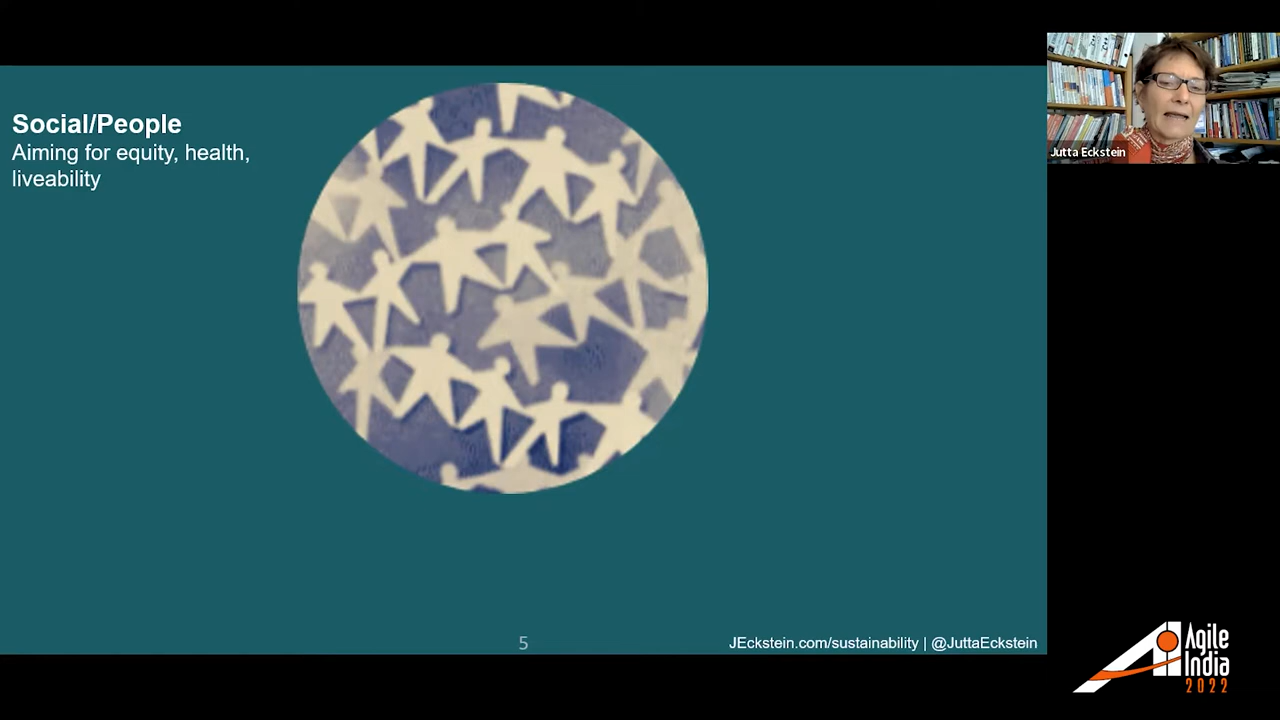 Social/People
Aiming for equity, health,
liveability
Jutta Eckstein
5
JEckstein.com/sustainability | @JuttaEckstein
Agile
India
2022